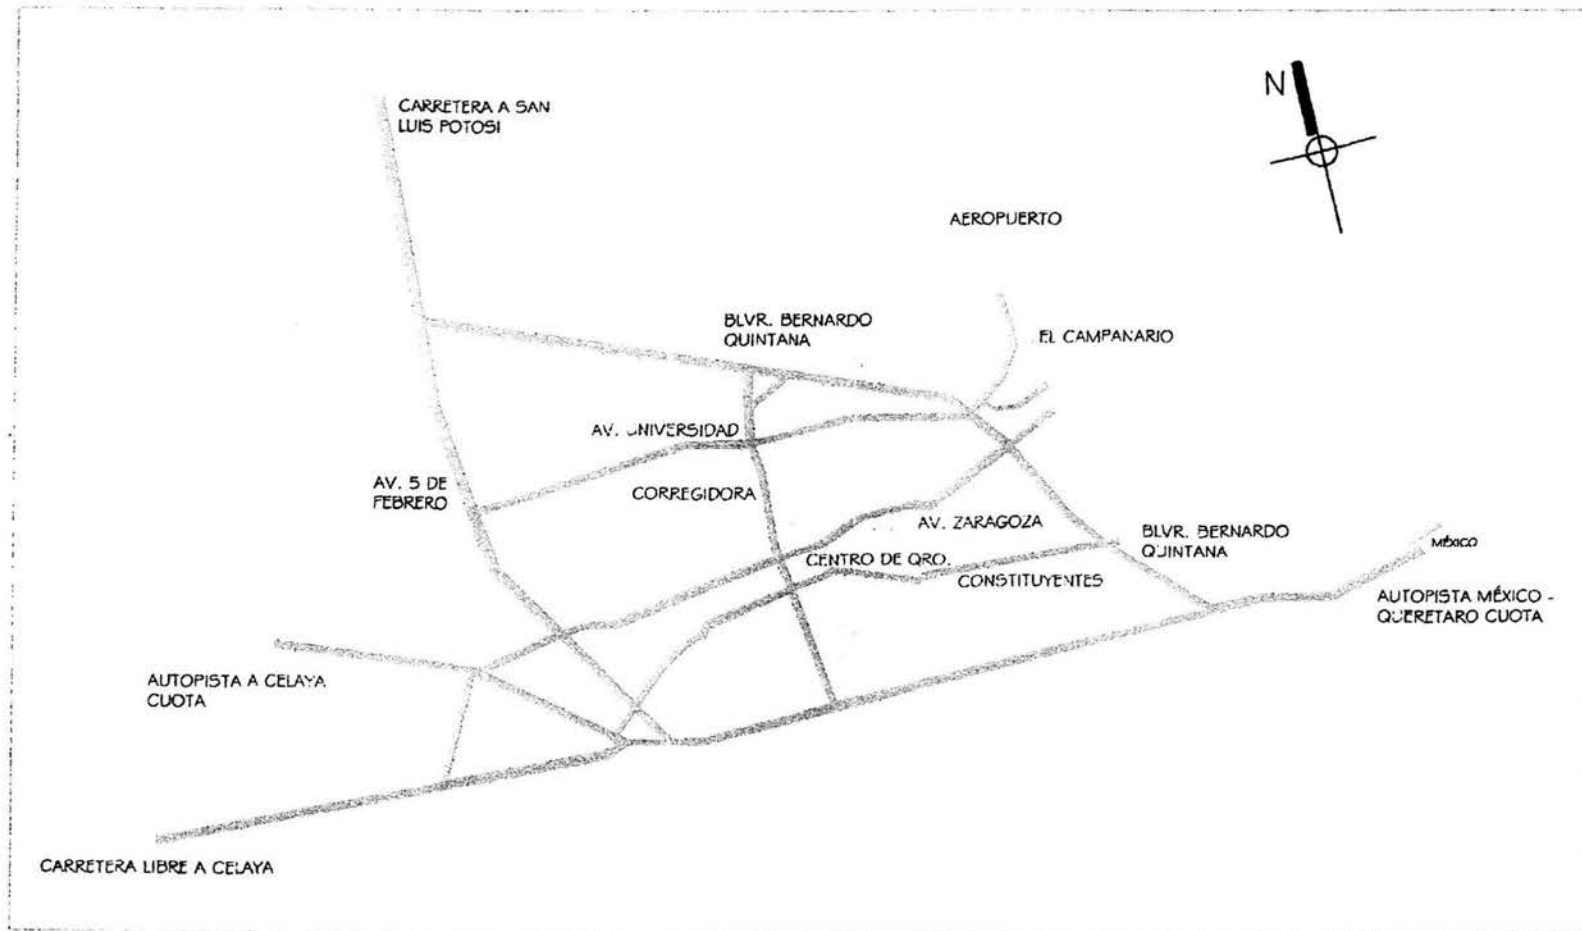 CARRETERA A SAN
LUIS POTOSI
N
AEROPUERTO
BLVR. BERNARDO
QUINTANA
EL CAMPANARIO
AV. UNIVERSIDAD
AV. 5 DE
FEBRERO
CORREGIDORA
AV. ZARAGOZA
BLVR. BERNARDO
QUINTANA
MÉXICO
CENTRO DE QRO.
CONSTITUYENTES
AUTOPISTA MÉXICO -
QUERETARO CUOTA
AUTOPISTA A CELAYA
CUOTA
CARRETERA LIBRE A CELAYA